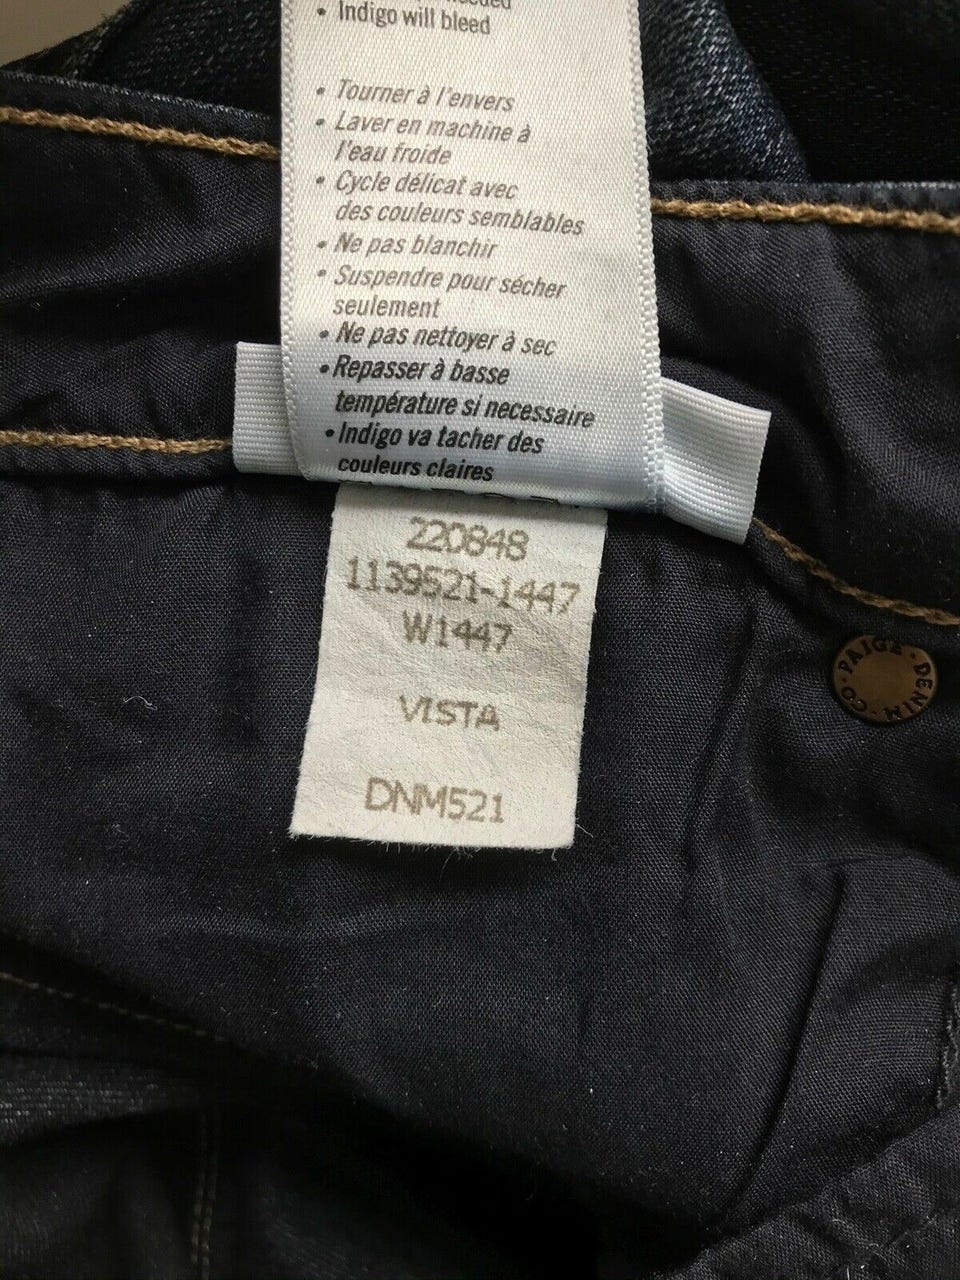 needed
• Indigo will bleed
• Tourner à l'envers
• Laver en machine à
l'eau froide
• Cycle délicat avec
des couleurs semblables
• Ne pas blanchir
• Suspendre pour sécher
seulement
• Ne pas nettoyer à sec
• Repasser à basse
température si necessaire
• Indigo va tacher des
couleurs claires
220848
1139521-1447
W1447
VISTA
DNM521
PAIGE · DENIM · CO ·